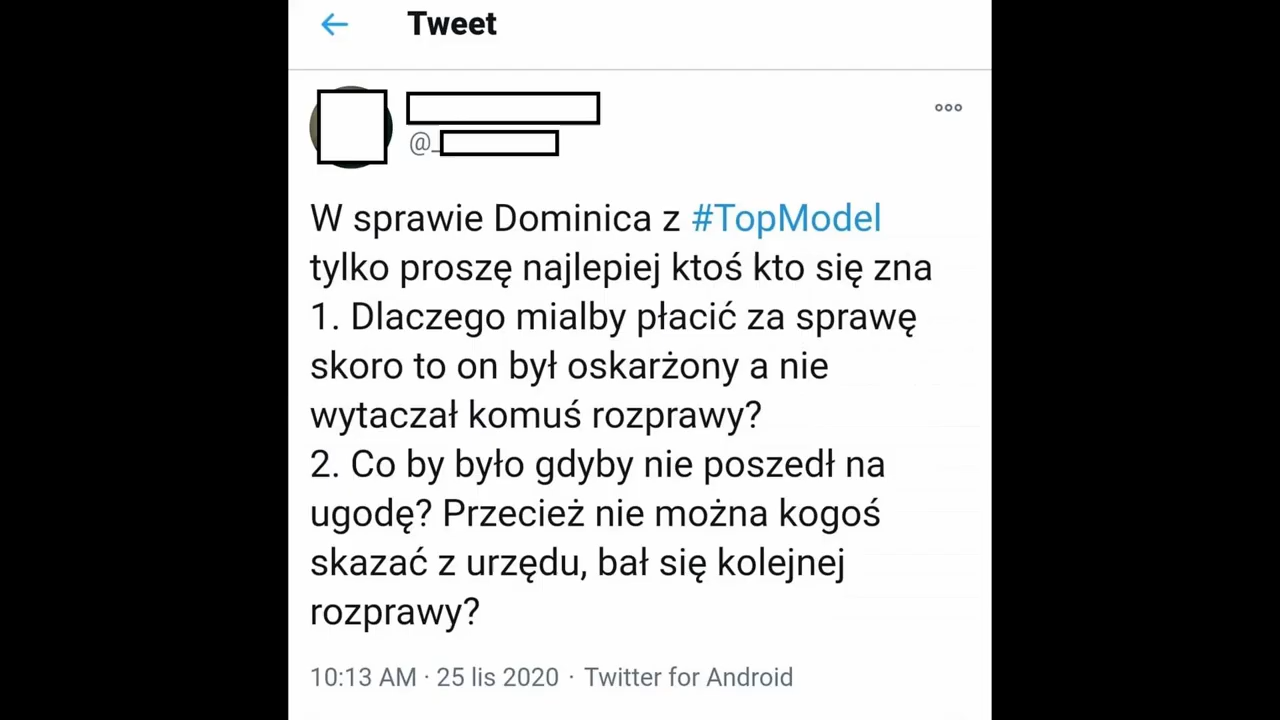 Tweet
@_
W sprawie Dominica z #TopModel
tylko proszę najlepiej ktoś kto się zna
1. Dlaczego mialby płacić za sprawę
skoro to on był oskarżony a nie
wytaczał komuś rozprawy?
2. Co by było gdyby nie poszedł na
ugodę? Przecież nie można kogoś
skazać z urzędu, bał się kolejnej
rozprawy?
10:13 AM · 25 lis 2020 · Twitter for Android